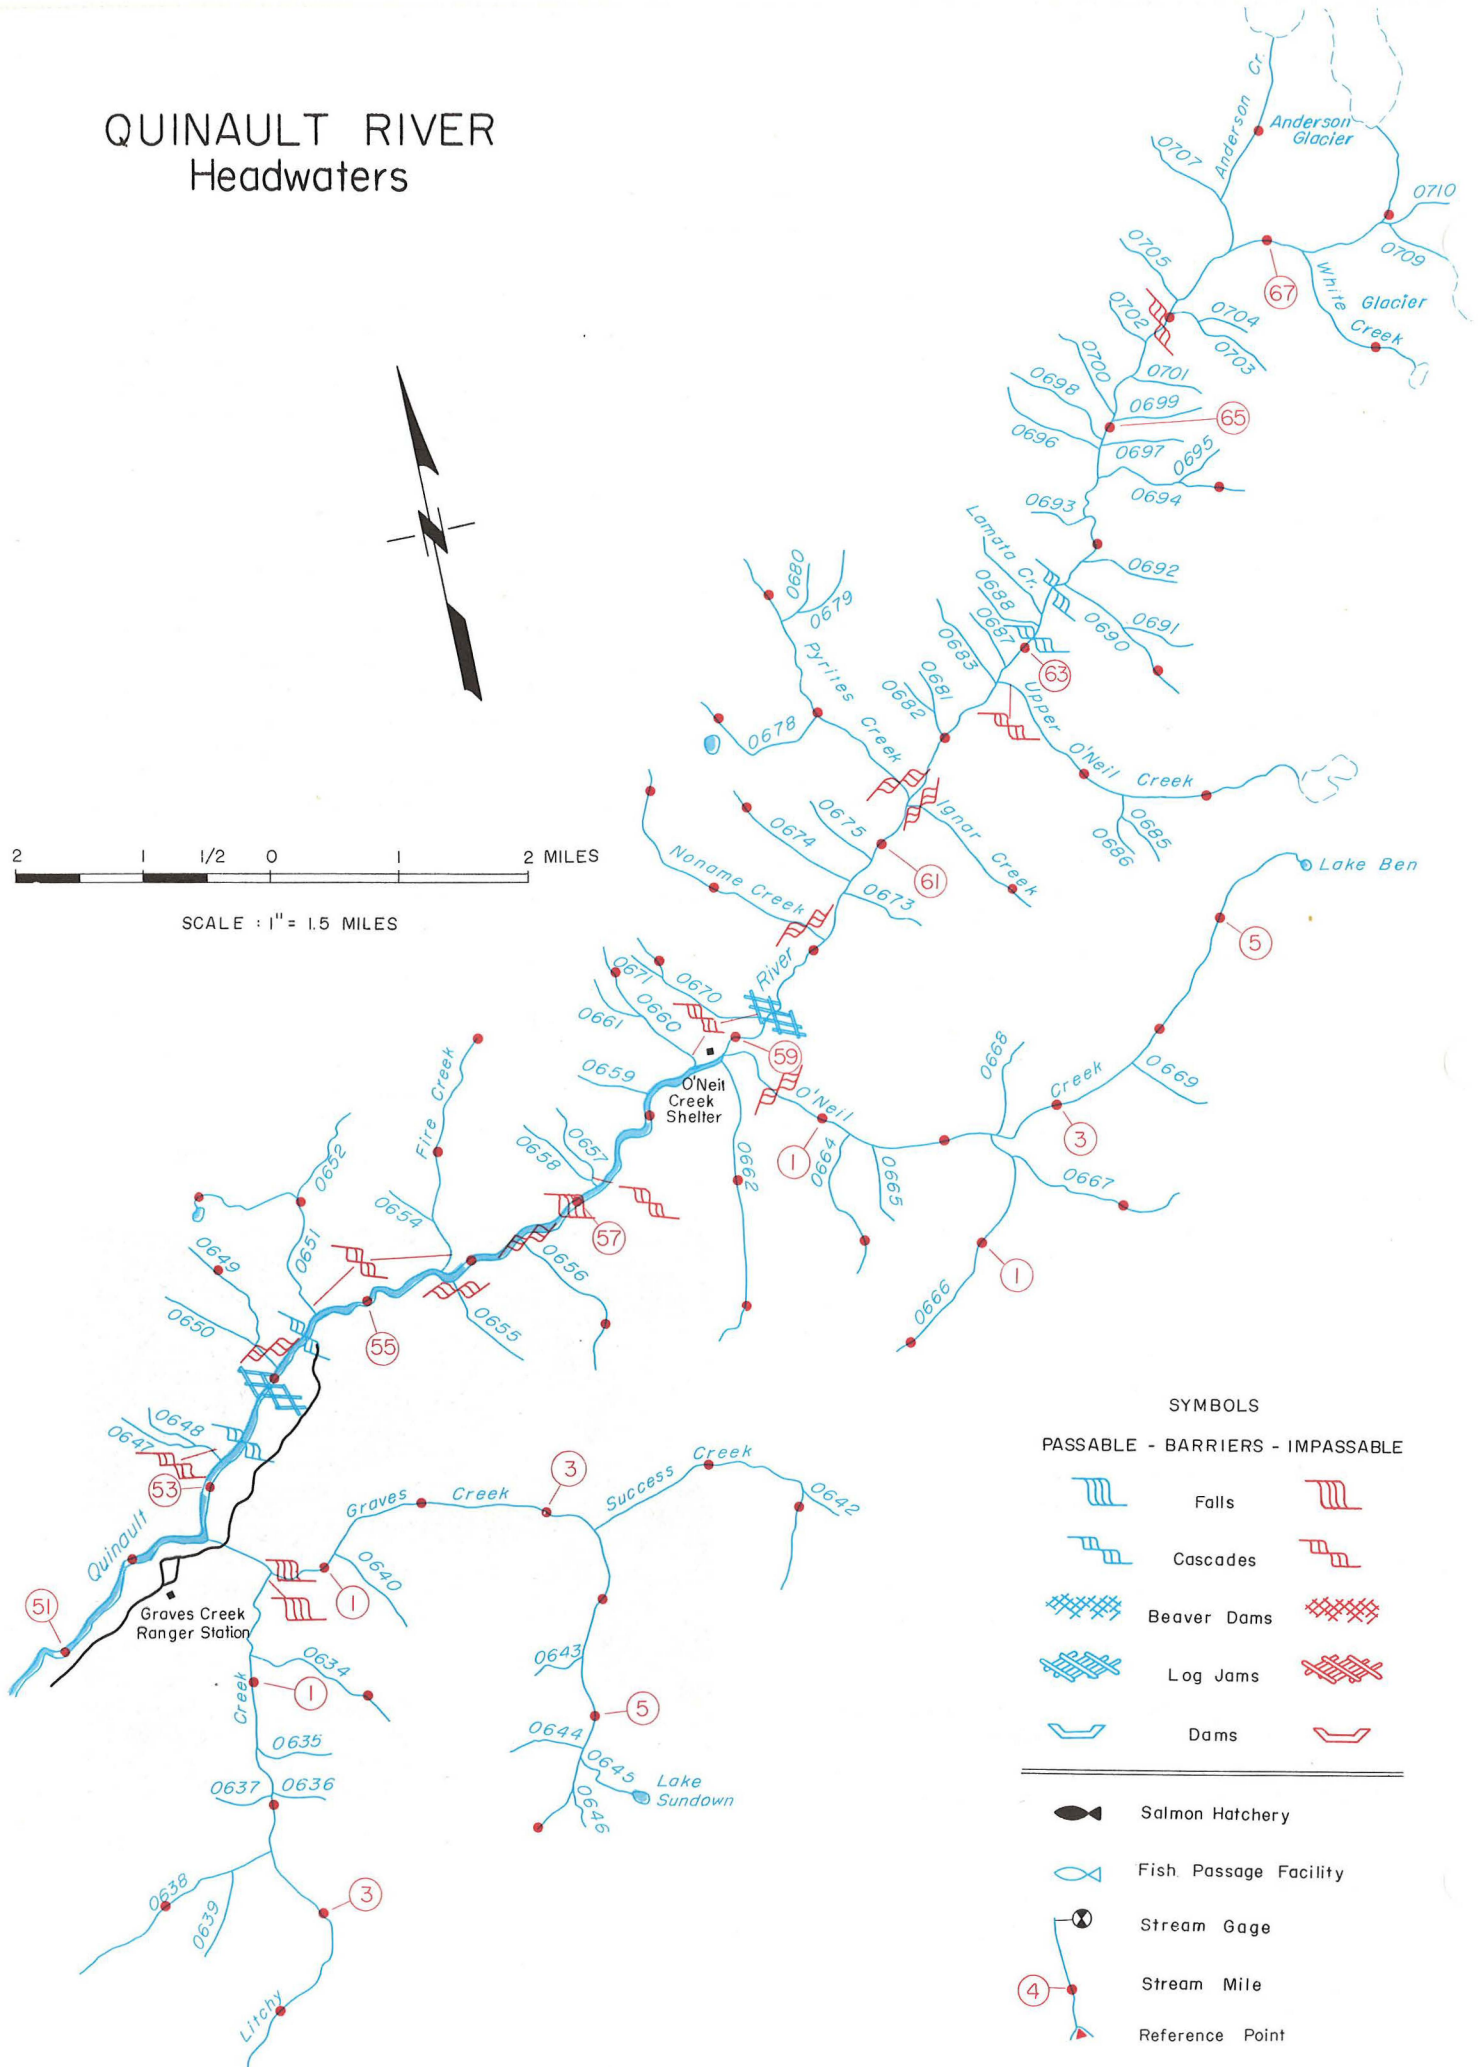 QUINAULT RIVER
Headwaters
Anderson Cr.
Anderson
Glacier
0707
0710
0709
0705
67
White Creek
Glacier
0702
0704
0703
0700
0701
0698
0699
65
0696
0697
0695
0694
0693
Lamata Cr.
0692
0688
0687
0691
0690
0683
63
0680
0679
Pyrites Creek
0681
0682
Upper O'Neil Creek
0678
0685
0686
Ignar Creek
0675
0674
61
Noname Creek
0673
2 1 1/2 0 1 2 MILES
SCALE : 1" = 1.5 MILES
Lake Ben
5
River
0671
0670
0660
0661
59
0659
O'Neil
Creek
Shelter
O'Neil Creek
0668
0669
3
1
0664
0665
0667
0662
0666
1
Fire Creek
0652
0657
0658
0654
57
0651
0649
0656
0650
0655
55
0648
0647
53
Quinault
51
Graves Creek
Ranger Station
Graves Creek
3
Success Creek
0642
0640
1
0634
Creek
1
0643
5
0635
0644
0645
Lake
Sundown
0637
0636
0646
0638
0639
3
Litchy
SYMBOLS
PASSABLE - BARRIERS - IMPASSABLE
Falls
Cascades
Beaver Dams
Log Jams
Dams
Salmon Hatchery
Fish Passage Facility
Stream Gage
4
Stream Mile
Reference Point